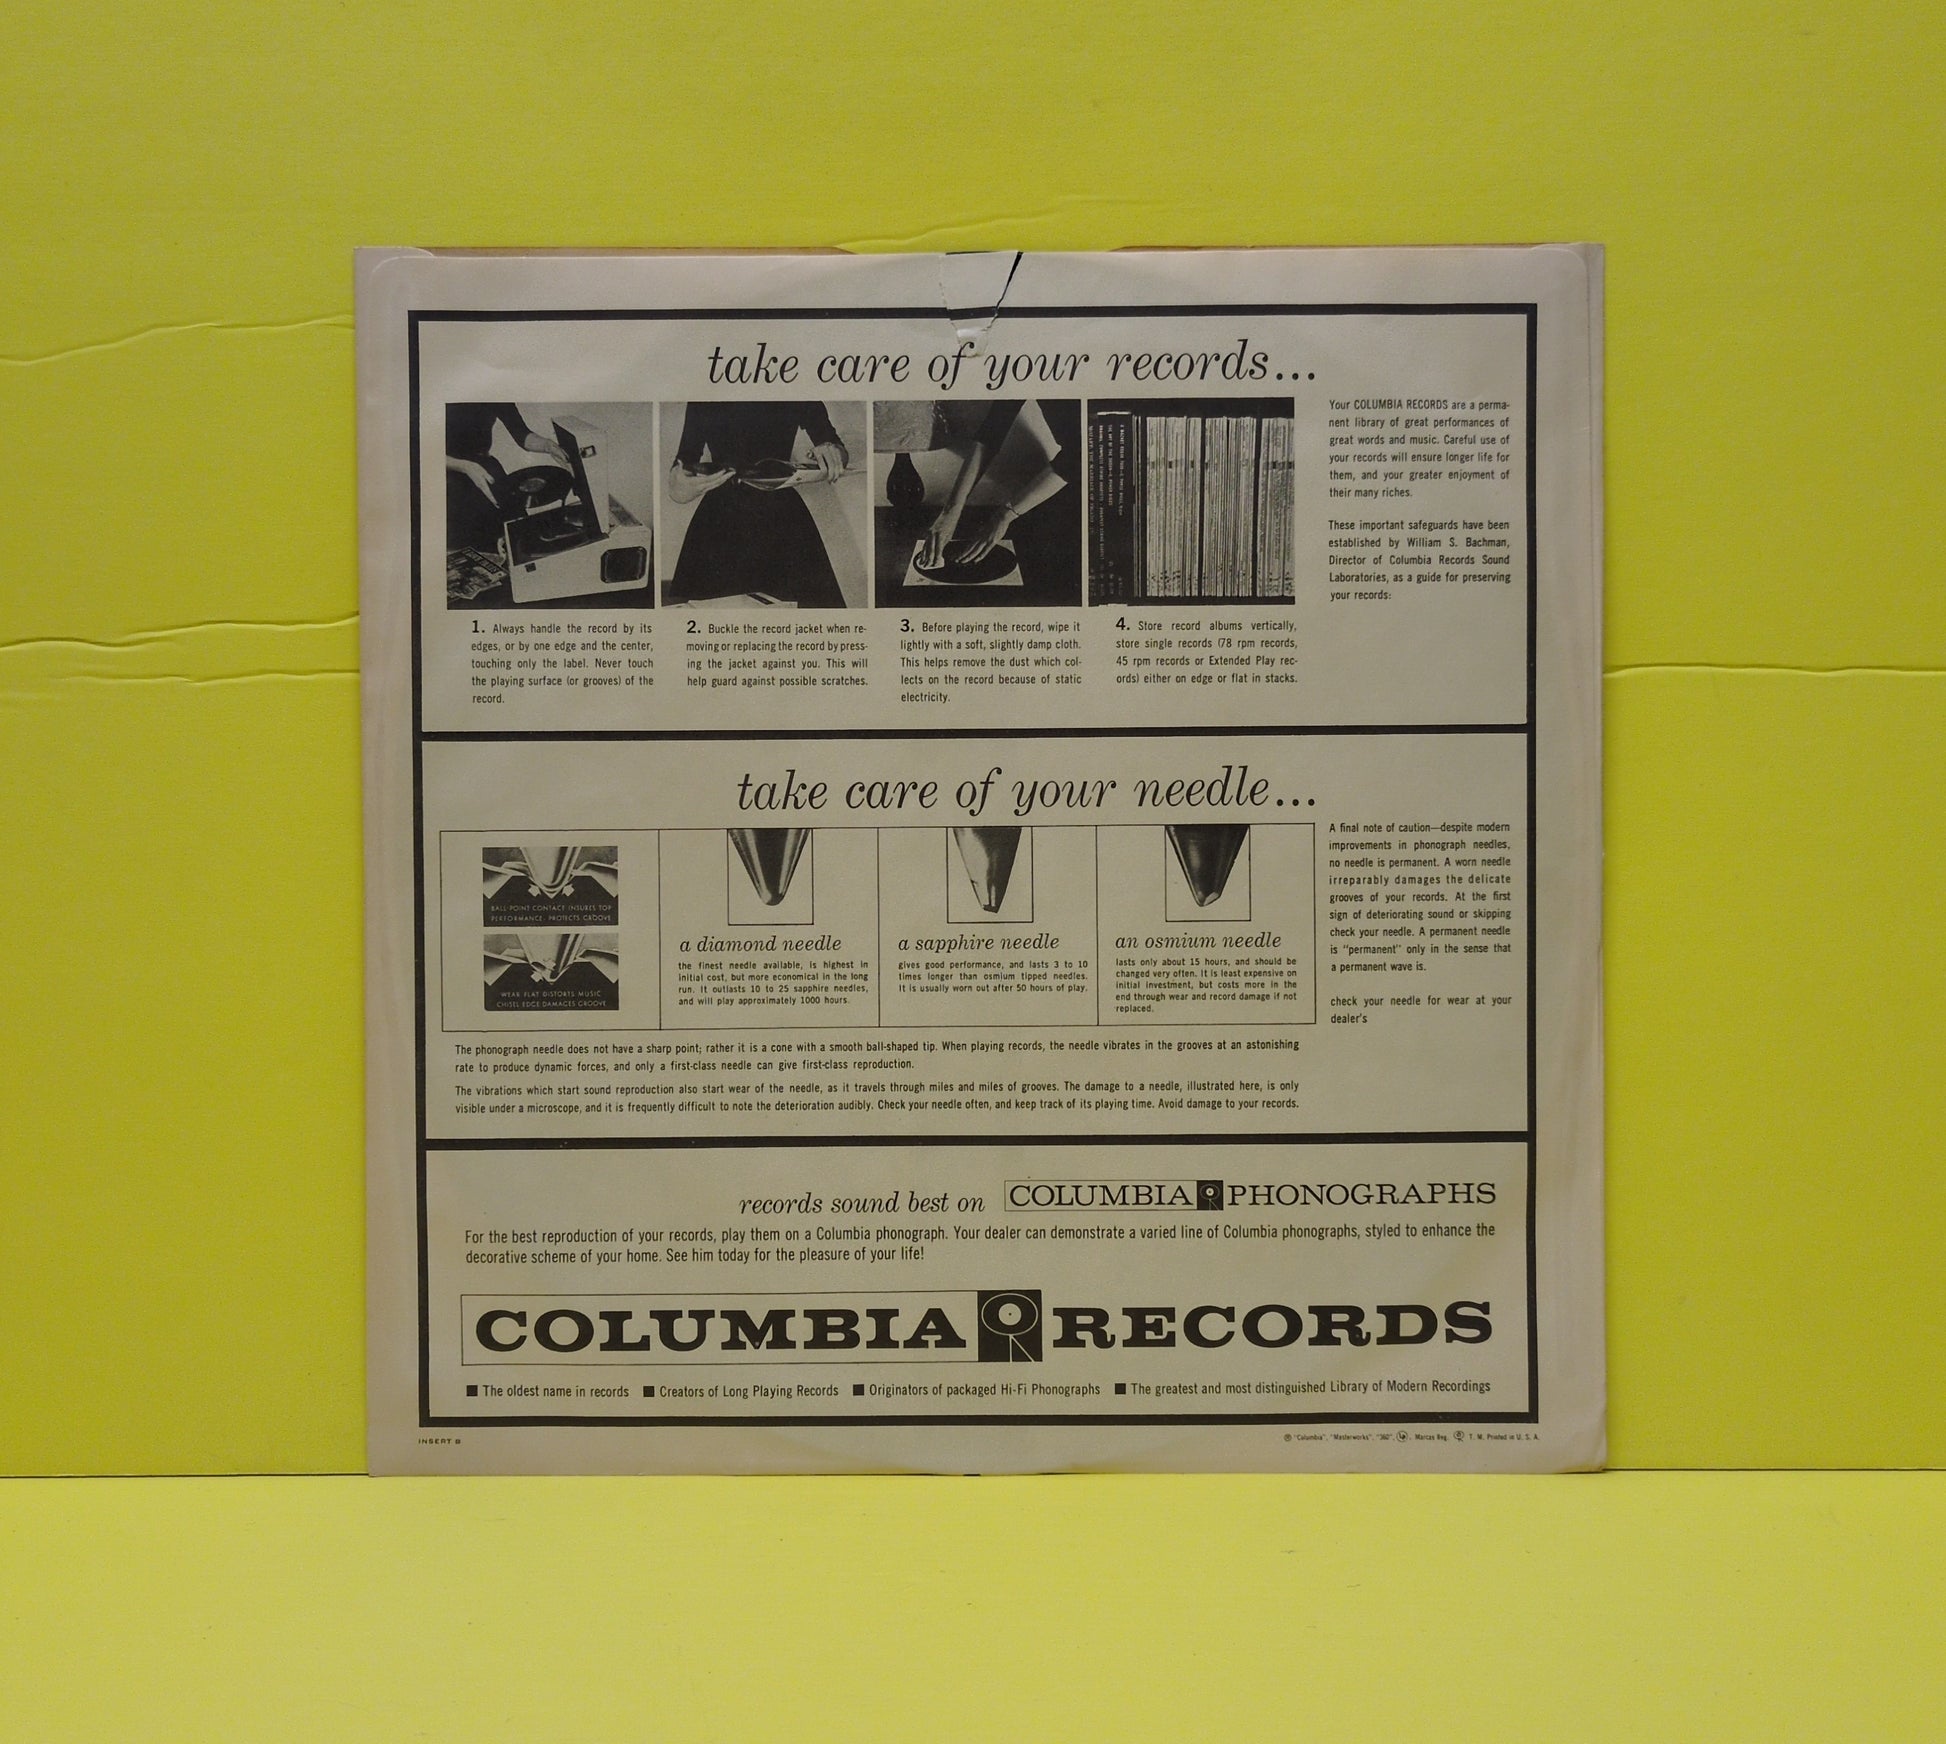 take care of your records...
Your COLUMBIA RECORDS are a perma-
nent library of great performances of
great words and music. Careful use of
your records will ensure longer life for
them, and your greater enjoyment of
their many riches.
These important safeguards have been
established by William S. Bachman,
Director of Columbia Records Sound
Laboratories, as a guide for preserving
your records:
1. Always handle the record by its
edges, or by one edge and the center,
touching only the label. Never touch
the playing surface (or grooves) of the
record.
2. Buckle the record jacket when re-
moving or replacing the record by press-
ing the jacket against you. This will
help guard against possible scratches.
3. Before playing the record, wipe it
lightly with a soft, slightly damp cloth.
This helps remove the dust which col-
lects on the record because of static
electricity.
4. Store record albums vertically,
store single records (78 rpm records,
45 rpm records or Extended Play rec-
ords) either on edge or flat in stacks.
take care of your needle...
BALL-POINT CONTACT INSURES TOP
PERFORMANCE, PROTECTS GROOVE
WEAR FLAT DISTORTS MUSIC
CHISEL EDGE DAMAGES GROOVE
a diamond needle
the finest needle available, is highest in
initial cost, but more economical in the long
run. It outlasts 10 to 25 sapphire needles,
and will play approximately 1000 hours.
a sapphire needle
gives good performance, and lasts 3 to 10
times longer than osmium tipped needles.
It is usually worn out after 50 hours of play.
an osmium needle
lasts only about 15 hours, and should be
changed very often. It is least expensive on
initial investment, but costs more in the
end through wear and record damage if not
replaced.
A final note of caution—despite modern
improvements in phonograph needles,
no needle is permanent. A worn needle
irreparably damages the delicate
grooves of your records. At the first
sign of deteriorating sound or skipping
check your needle. A permanent needle
is "permanent" only in the sense that
a permanent wave is.
check your needle for wear at your
dealer's
The phonograph needle does not have a sharp point; rather it is a cone with a smooth ball-shaped tip. When playing records, the needle vibrates in the grooves at an astonishing
rate to produce dynamic forces, and only a first-class needle can give first-class reproduction.
The vibrations which start sound reproduction also start wear of the needle, as it travels through miles and miles of grooves. The damage to a needle, illustrated here, is only
visible under a microscope, and it is frequently difficult to note the deterioration audibly. Check your needle often, and keep track of its playing time. Avoid damage to your records.
records sound best on COLUMBIA PHONOGRAPHS
For the best reproduction of your records, play them on a Columbia phonograph. Your dealer can demonstrate a varied line of Columbia phonographs, styled to enhance the
decorative scheme of your home. See him today for the pleasure of your life!
COLUMBIA RECORDS
■ The oldest name in records ■ Creators of Long Playing Records ■ Originators of packaged Hi-Fi Phonographs ■ The greatest and most distinguished Library of Modern Recordings
INSERT B
® "Columbia", "Masterworks", "360", Marcas Reg. T. M. Printed in U. S. A.